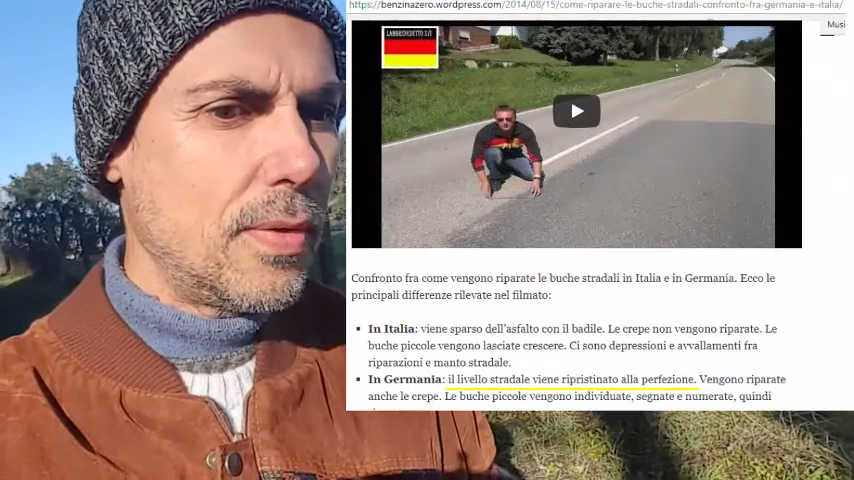 https://benzinazero.wordpress.com/2014/08/15/come-riparare-le-buche-stradali-confronto-fra-germania-e-italia/
Musi
LAMBENEDETTO XVI
Confronto fra come vengono riparate le buche stradali in Italia e in Germania. Ecco le
principali differenze rilevate nel filmato:
In Italia: viene sparso dell'asfalto con il badile. Le crepe non vengono riparate. Le
buche piccole vengono lasciate crescere. Ci sono depressioni e avvallamenti fra
riparazioni e manto stradale.
In Germania: il livello stradale viene ripristinato alla perfezione. Vengono riparate
anche le crepe. Le buche piccole vengono individuate, segnate e numerate, quindi